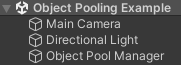 Object Pooling Example
Main Camera
Directional Light
Object Pool Manager